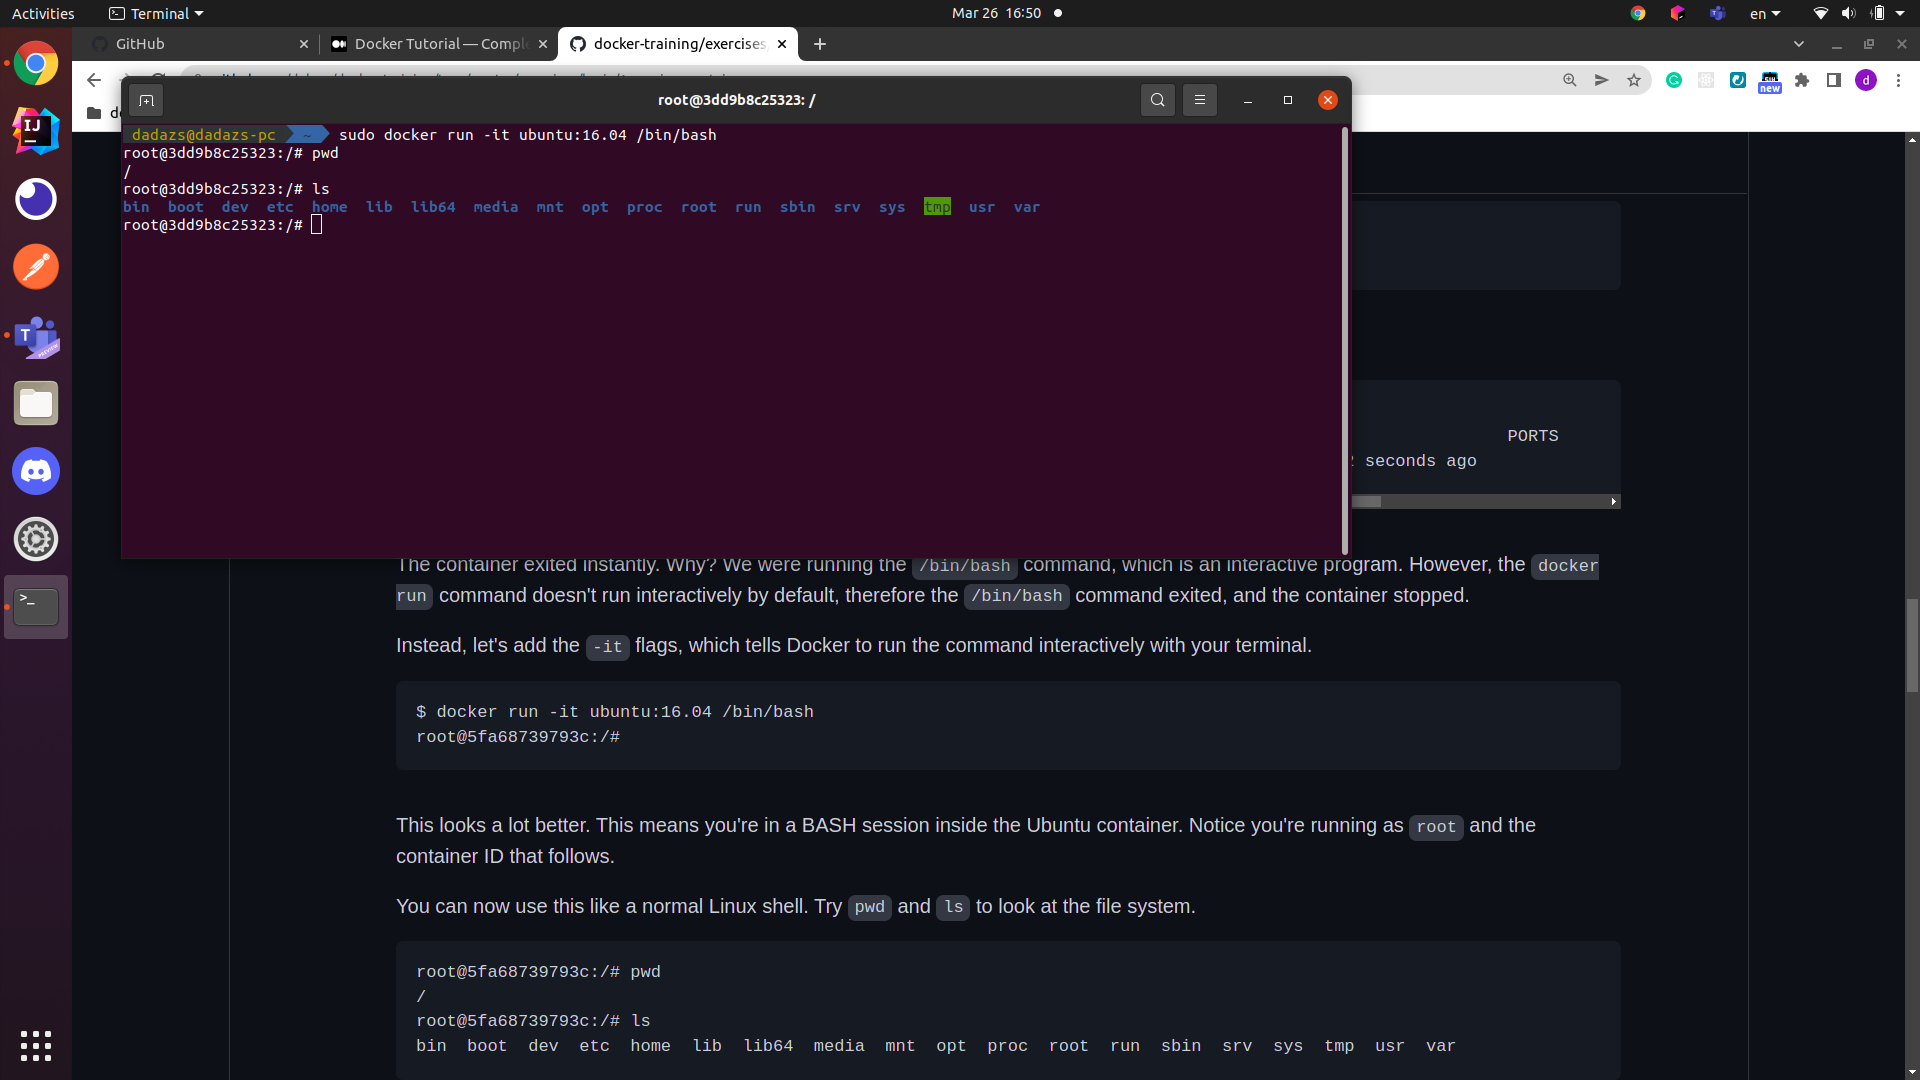 Activities Terminal Mar 26 16:50 en
GitHub Docker Tutorial — Comple docker-training/exercises
new d
root@3dd9b8c25323: /
dadazs@dadazs-pc ~ sudo docker run -it ubuntu:16.04 /bin/bash
root@3dd9b8c25323:/# pwd
/
root@3dd9b8c25323:/# ls
bin boot dev etc home lib lib64 media mnt opt proc root run sbin srv sys tmp usr var
root@3dd9b8c25323:/#
PORTS
seconds ago
The container exited instantly. Why? We were running the /bin/bash command, which is an interactive program. However, the docker
run command doesn't run interactively by default, therefore the /bin/bash command exited, and the container stopped.
Instead, let's add the -it flags, which tells Docker to run the command interactively with your terminal.
$ docker run -it ubuntu:16.04 /bin/bash
root@5fa68739793c:/#
This looks a lot better. This means you're in a BASH session inside the Ubuntu container. Notice you're running as root and the
container ID that follows.
You can now use this like a normal Linux shell. Try pwd and ls to look at the file system.
root@5fa68739793c:/# pwd
/
root@5fa68739793c:/# ls
bin boot dev etc home lib lib64 media mnt opt proc root run sbin srv sys tmp usr var